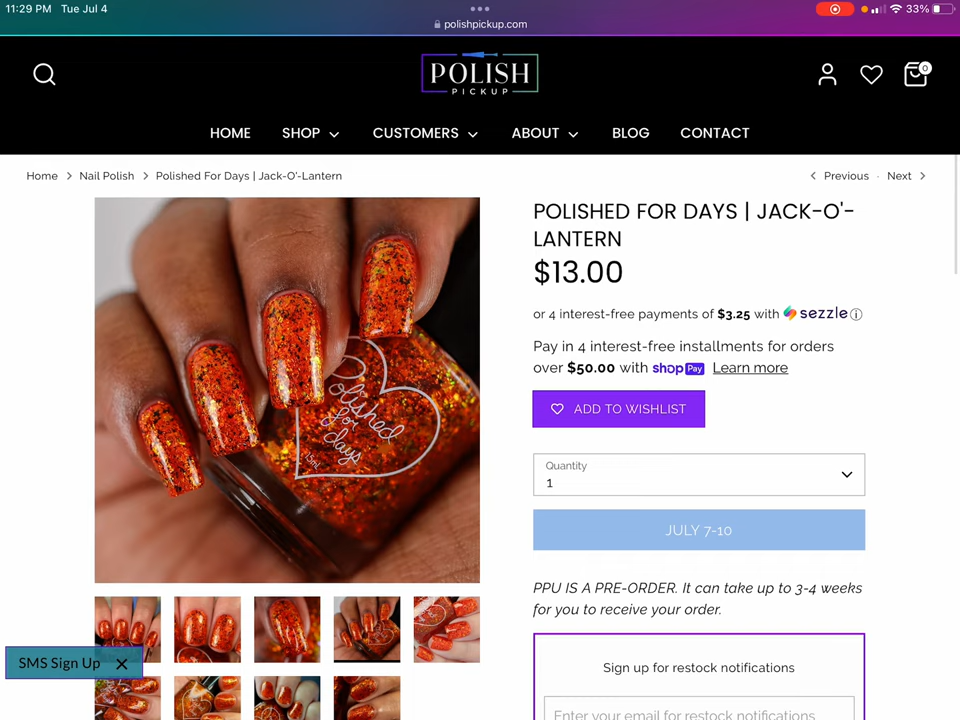 11:29 PM Tue Jul 4
33%
polishpickup.com
POLISH
PICKUP
0
HOME
SHOP
CUSTOMERS
ABOUT
BLOG
CONTACT
Home > Nail Polish > Polished For Days | Jack-O'-Lantern
< Previous · Next >
POLISHED FOR DAYS | JACK-O'-
LANTERN
$13.00
or 4 interest-free payments of $3.25 with sezzle
Pay in 4 interest-free installments for orders
over $50.00 with shop Pay Learn more
ADD TO WISHLIST
Quantity
1
JULY 7-10
PPU IS A PRE-ORDER. It can take up to 3-4 weeks
for you to receive your order.
Sign up for restock notifications
Enter your email for restock notifications
Polished
for
days
15ml
SMS Sign Up